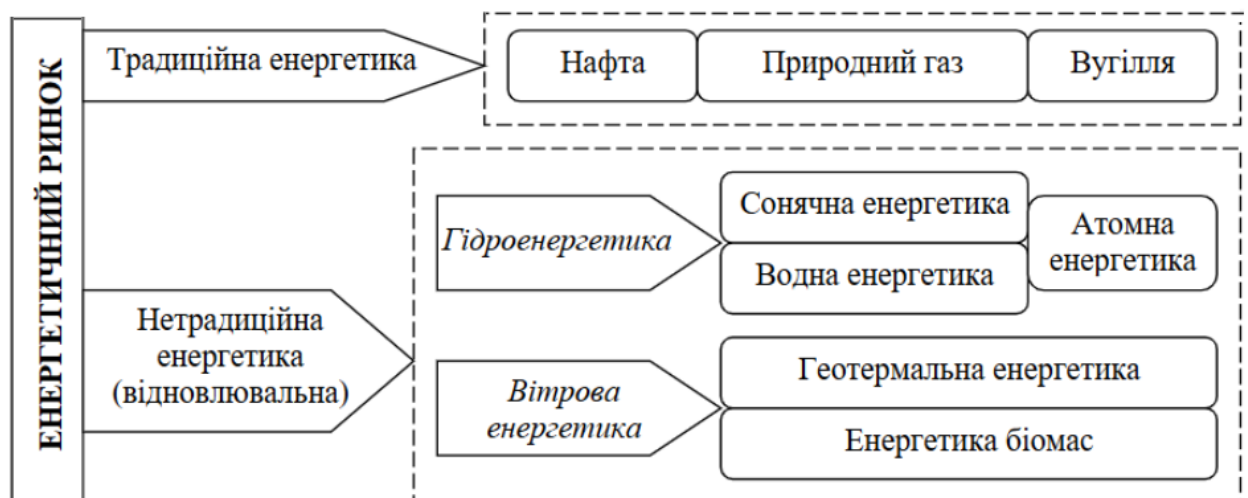 ЕНЕРГЕТИЧНИЙ РИНОК
Традиційна енергетика
Нафта
Природний газ
Вугілля
Нетрадиційна
енергетика
(відновлювальна)
Гідроенергетика
Сонячна енергетика
Водна енергетика
Атомна
енергетика
Вітрова
енергетика
Геотермальна енергетика
Енергетика біомас